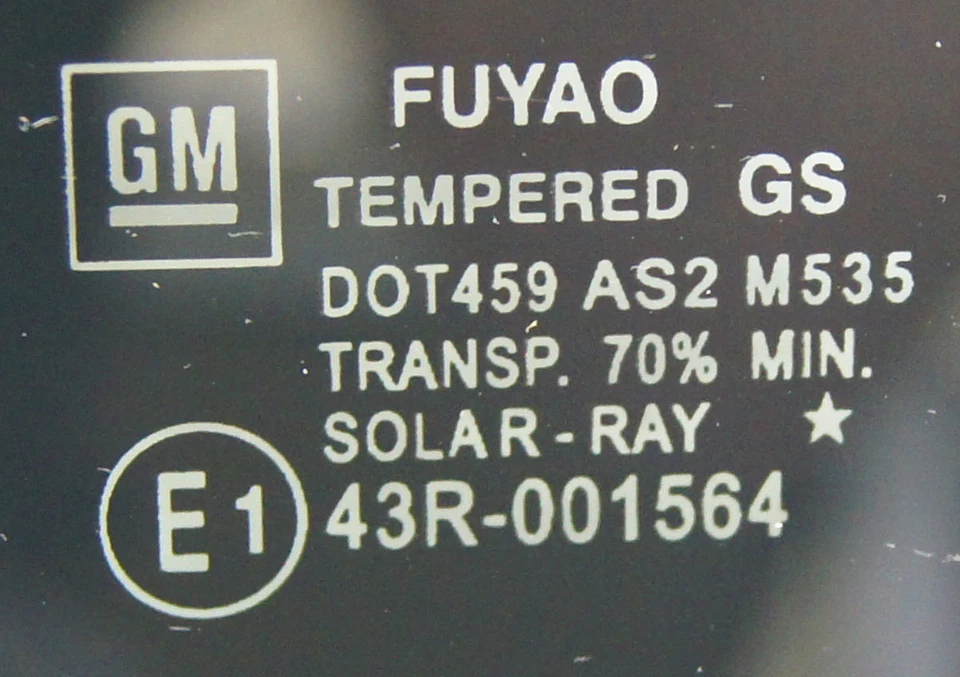 GM
FUYAO
TEMPERED GS
DOT459 AS2 M535
TRANSP. 70% MIN.
SOLAR-RAY ★
E1 43R-001564